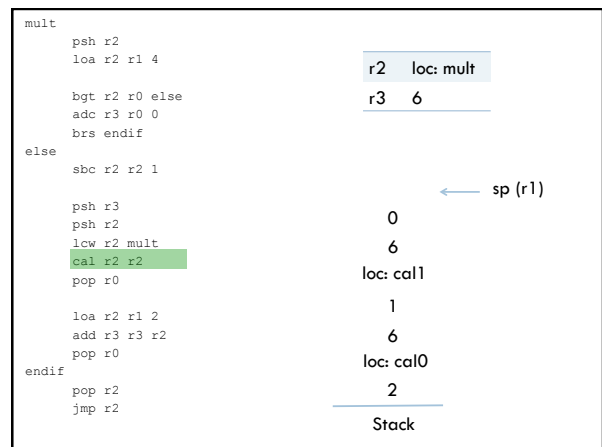 mult
psh r2
loa r2 r1 4
bgt r2 r0 else
adc r3 r0 0
brs endif
else
sbc r2 r2 1
psh r3
psh r2
lcw r2 mult
cal r2 r2
pop r0
loa r2 r1 2
add r3 r3 r2
pop r0
endif
pop r2
jmp r2
r2 loc: mult
r3 6
sp (r1)
0
6
loc: cal1
1
6
loc: cal0
2
Stack